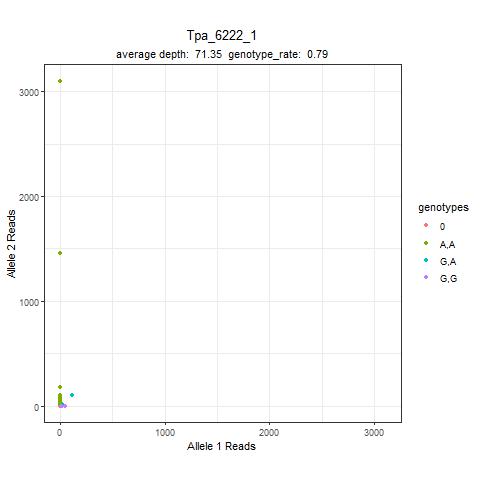 Tpa_6222_1
average depth: 71.35 genotype_rate: 0.79
3000
2000
1000
0
Allele 2 Reads
0 1000 2000 3000
Allele 1 Reads
genotypes
0
A,A
G,A
G,G